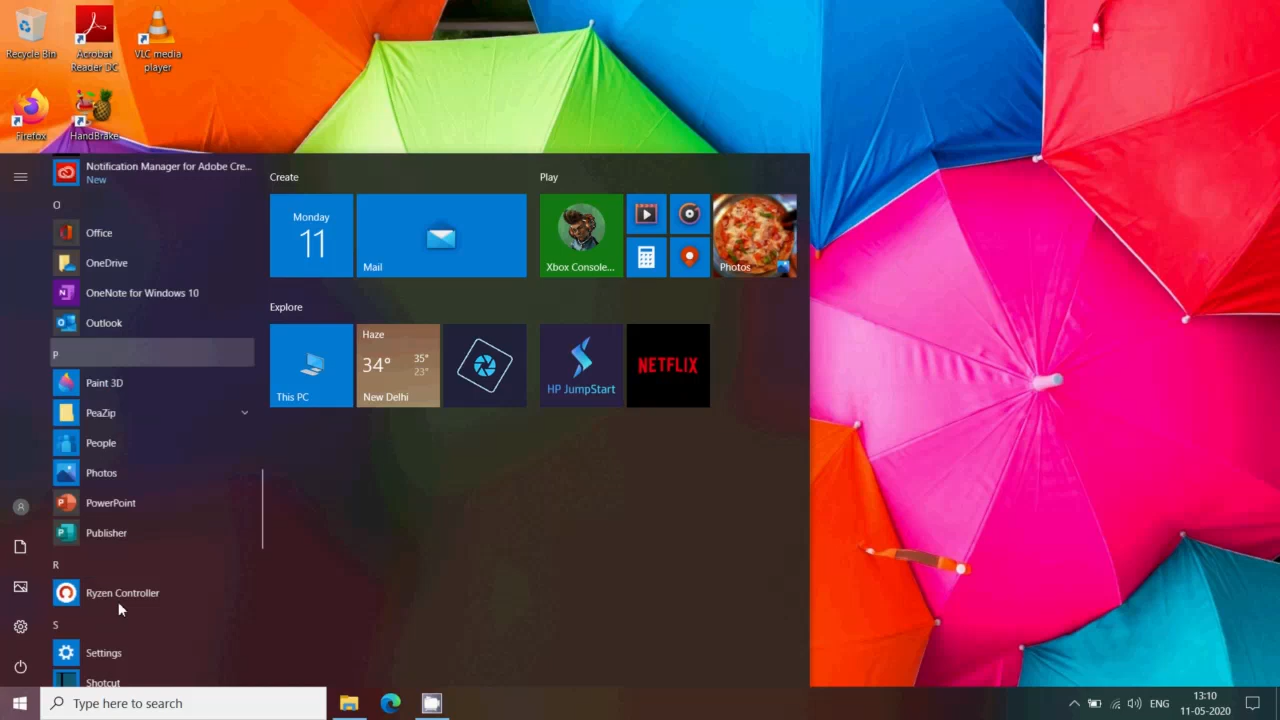 Recycle Bin
Acrobat
Reader DC
VLC media
player
Firefox
HandBrake
Notification Manager for Adobe Cre...
New
O
Office
OneDrive
OneNote for Windows 10
Outlook
P
Paint 3D
PeaZip
People
Photos
PowerPoint
Publisher
R
Ryzen Controller
S
Settings
Shotcut
Create
Monday
11
Mail
Explore
This PC
Haze
34°
35°
23°
New Delhi
Play
Xbox Console...
Photos
HP JumpStart
NETFLIX
Type here to search
ENG
13:10
11-05-2020